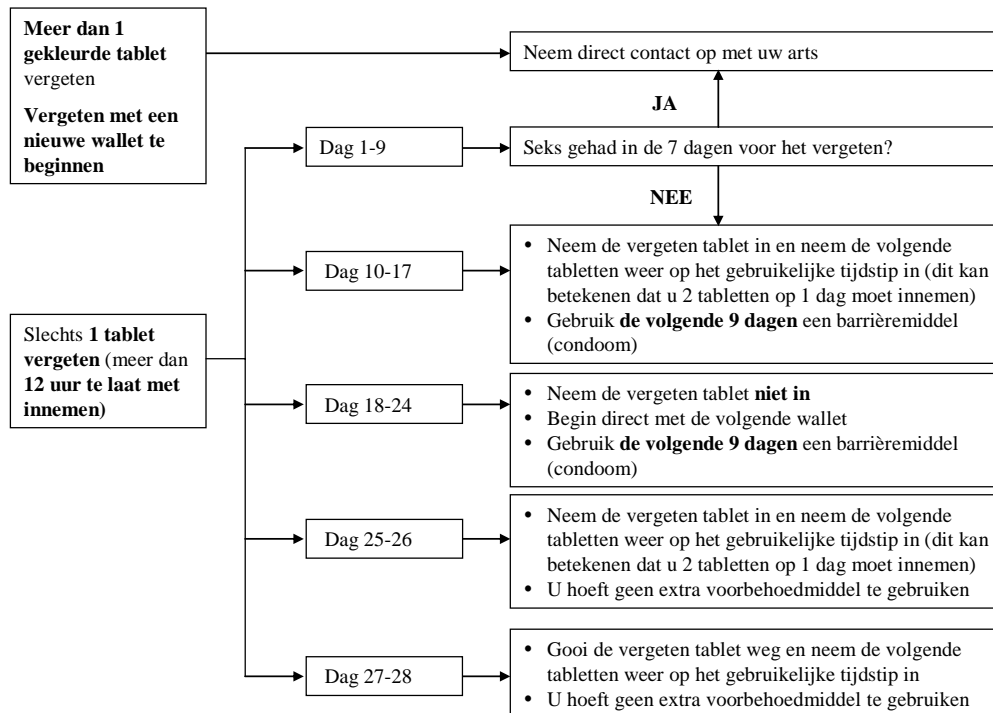 Meer dan 1
gekleurde tablet
vergeten
Vergeten met een
nieuwe wallet te
beginnen
Neem direct contact op met uw arts
JA
Dag 1-9
Seks gehad in de 7 dagen voor het vergeten?
NEE
Slechts 1 tablet
vergeten (meer dan
12 uur te laat met
innemen)
Dag 10-17
• Neem de vergeten tablet in en neem de volgende
tabletten weer op het gebruikelijke tijdstip in (dit kan
betekenen dat u 2 tabletten op 1 dag moet innemen)
• Gebruik de volgende 9 dagen een barrièremiddel
(condoom)
Dag 18-24
• Neem de vergeten tablet niet in
• Begin direct met de volgende wallet
• Gebruik de volgende 9 dagen een barrièremiddel
(condoom)
Dag 25-26
• Neem de vergeten tablet in en neem de volgende
tabletten weer op het gebruikelijke tijdstip in (dit kan
betekenen dat u 2 tabletten op 1 dag moet innemen)
• U hoeft geen extra voorbehoedmiddel te gebruiken
Dag 27-28
• Gooi de vergeten tablet weg en neem de volgende
tabletten weer op het gebruikelijke tijdstip in
• U hoeft geen extra voorbehoedmiddel te gebruiken